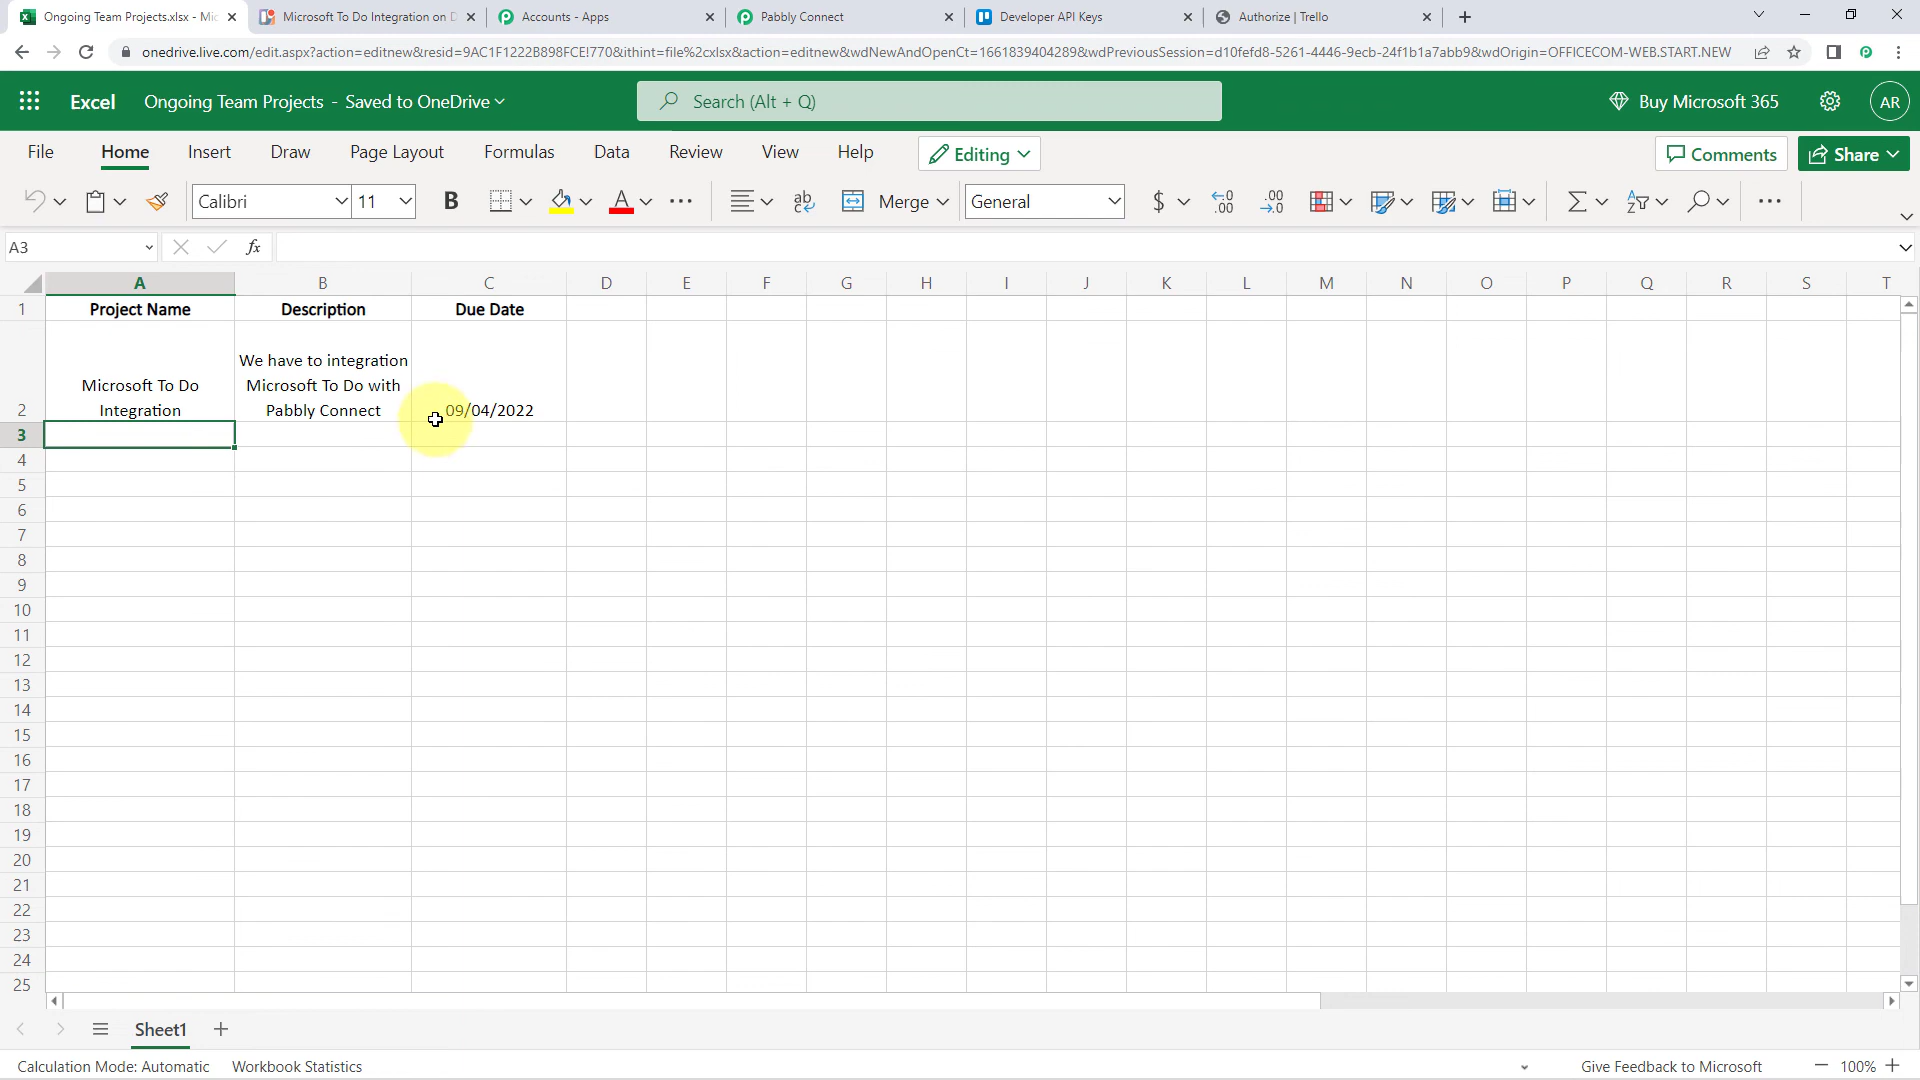 Ongoing Team Projects.xlsx - Mic
Microsoft To Do Integration on D
Accounts - Apps
Pabbly Connect
Developer API Keys
Authorize | Trello
onedrive.live.com/edit.aspx?action=editnew&resid=9AC1F1222B898FCE!770&ithint=file%2cxlsx&action=editnew&wdNewAndOpenCt=1661839404289&wdPreviousSession=d10fefd8-5261-4446-9ecb-24f1b1a7abb9&wdOrigin=OFFICECOM-WEB.START.NEW
Excel Ongoing Team Projects - Saved to OneDrive Search (Alt + Q) Buy Microsoft 365 AR
File Home Insert Draw Page Layout Formulas Data Review View Help Editing Comments Share
Calibri 11 B A ab Merge General $ .00 .00
A3 fx
A B C D E F G H I J K L M N O P Q R S T
1 Project Name Description Due Date
We have to integration
Microsoft To Do Microsoft To Do with
2 Integration Pabbly Connect 09/04/2022
3
4
5
6
7
8
9
10
11
12
13
14
15
16
17
18
19
20
21
22
23
24
25
Sheet1
Calculation Mode: Automatic Workbook Statistics Give Feedback to Microsoft 100%